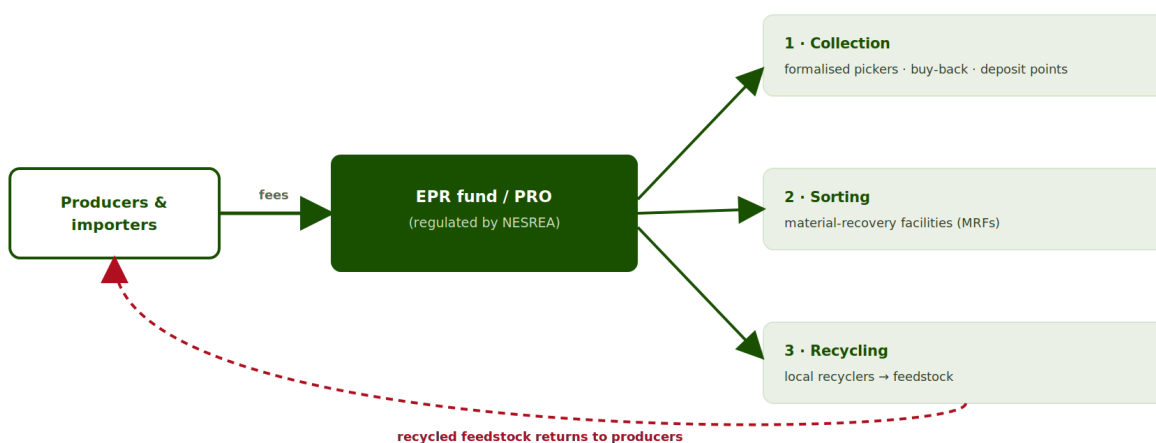 1 · Collection
formalised pickers · buy-back · deposit points
Producers &
importers
fees
EPR fund / PRO
(regulated by NESREA)
2 · Sorting
material-recovery facilities (MRFs)
3 · Recycling
local recyclers → feedstock
recycled feedstock returns to producers